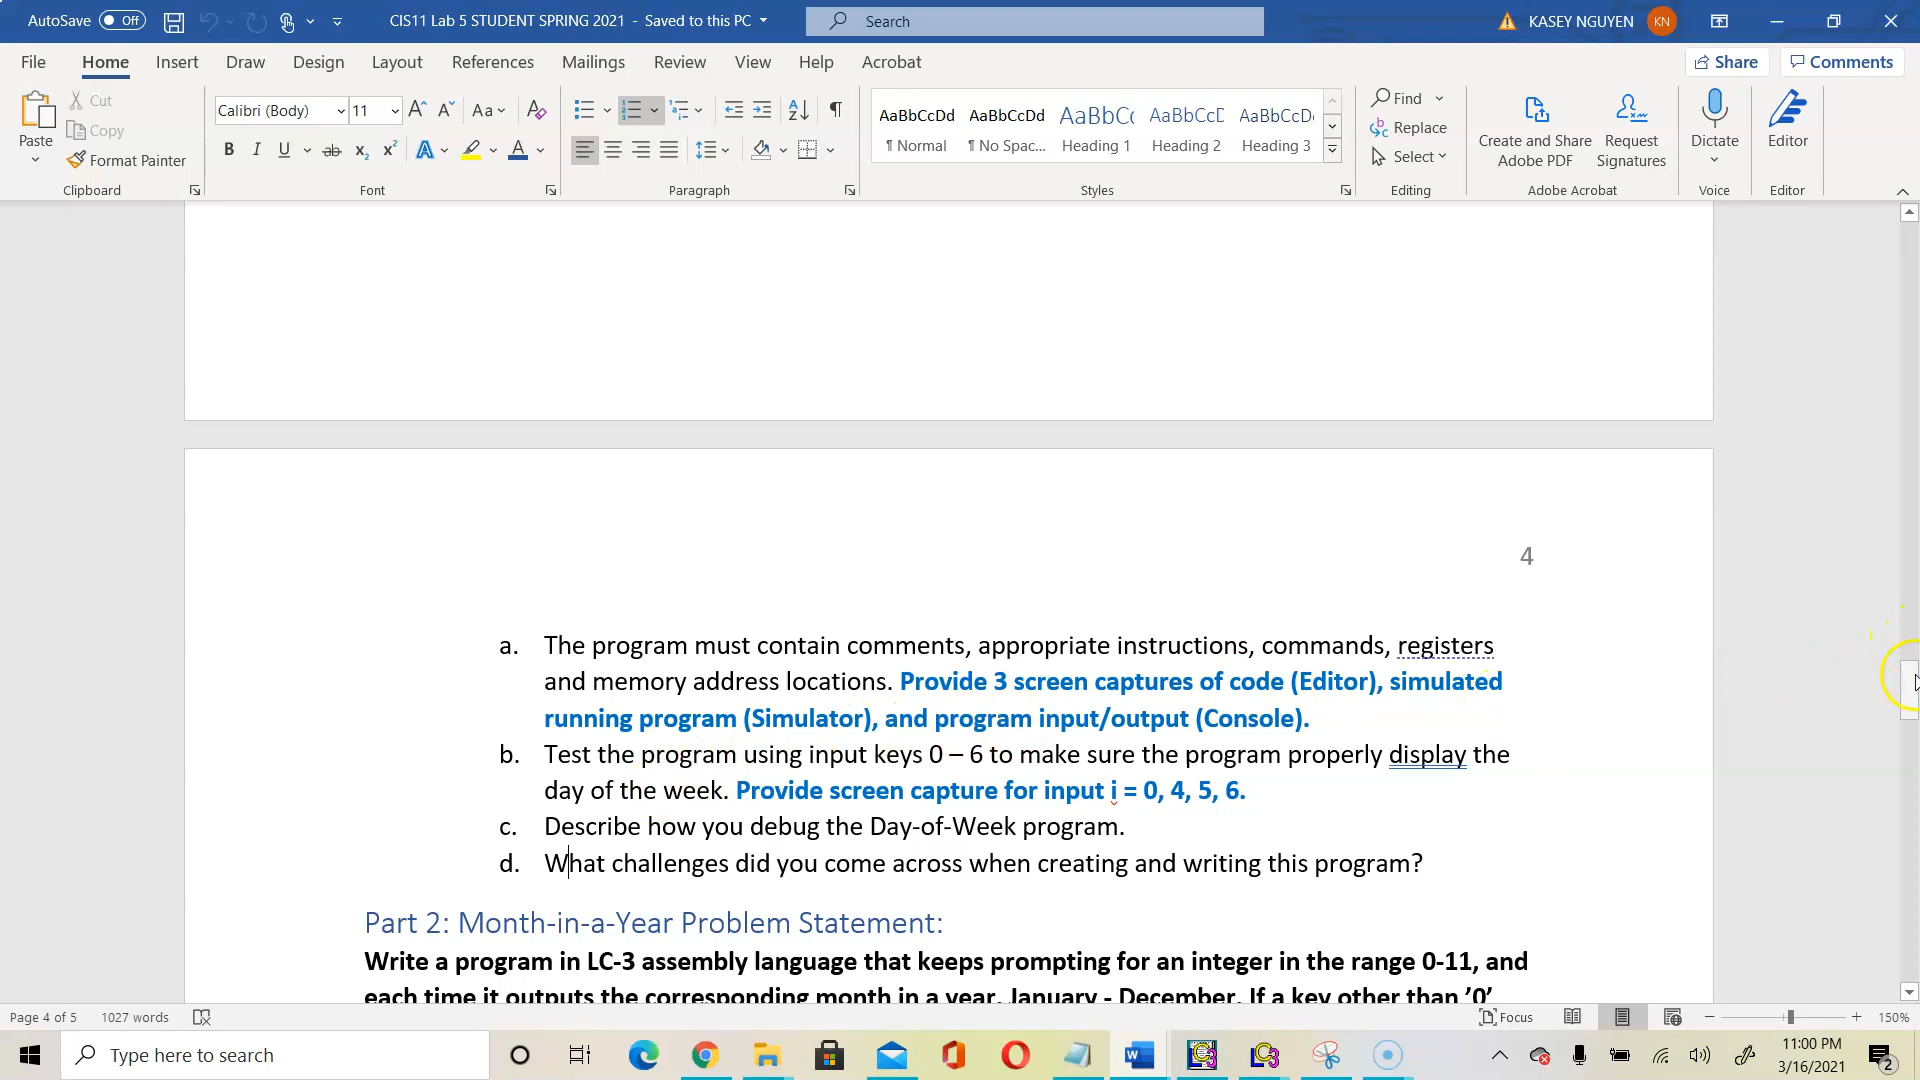 AutoSave Off CIS11 Lab 5 STUDENT SPRING 2021 - Saved to this PC Search KASEY NGUYEN KN
File Home Insert Draw Design Layout References Mailings Review View Help Acrobat Share Comments
Paste Cut Copy Format Painter
Calibri (Body) 11 Aa
B I U ab x2 x2 A A
AaBbCcDd AaBbCcDd AaBbCc AaBbCcD AaBbCcDd
¶ Normal ¶ No Spac... Heading 1 Heading 2 Heading 3
Find Replace Select
Create and Share Adobe PDF Request Signatures Dictate Editor
Clipboard Font Paragraph Styles Editing Adobe Acrobat Voice Editor
4
a. The program must contain comments, appropriate instructions, commands, registers
and memory address locations. Provide 3 screen captures of code (Editor), simulated
running program (Simulator), and program input/output (Console).
b. Test the program using input keys 0 – 6 to make sure the program properly display the
day of the week. Provide screen capture for input i = 0, 4, 5, 6.
c. Describe how you debug the Day-of-Week program.
d. What challenges did you come across when creating and writing this program?
Part 2: Month-in-a-Year Problem Statement:
Write a program in LC-3 assembly language that keeps prompting for an integer in the range 0-11, and
each time it outputs the corresponding month in a year, January - December. If a key other than ’0’
Page 4 of 5 1027 words Focus 150%
Type here to search 11:00 PM
3/16/2021 2